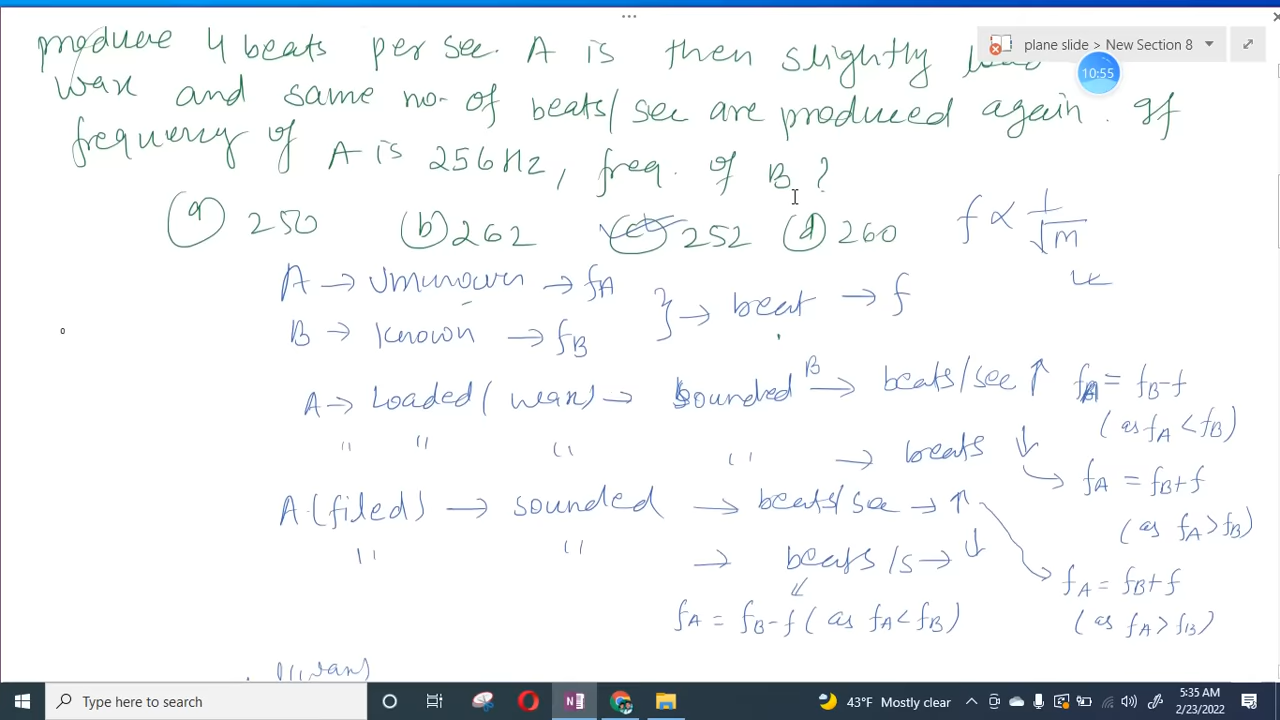 plane slide > New Section 8
10:55
produce 4 beats per sec. A is then slightly
wax and same no. of beats/sec are produced again. If
frequency of A is 256 Hz, freq. of B ?
(a) 250 (b) 262 252 (d) 260
f ∝ 1/√m
A → Unknown → fA
B → Known → fB
} → beat → f
A → Loaded (wax) → sounded B → beats/sec ↑ fA = fB-f
(as fA < fB)
" " " " → beats ↓ → fA = fB+f
(as fA > fB)
A (filed) → sounded → beats/sec → ↑ → fA = fB+f
(as fA > fB)
" " → beats/s → ↓
fA = fB-f (as fA < fB)
Type here to search
43°F Mostly clear
5:35 AM
2/23/2022